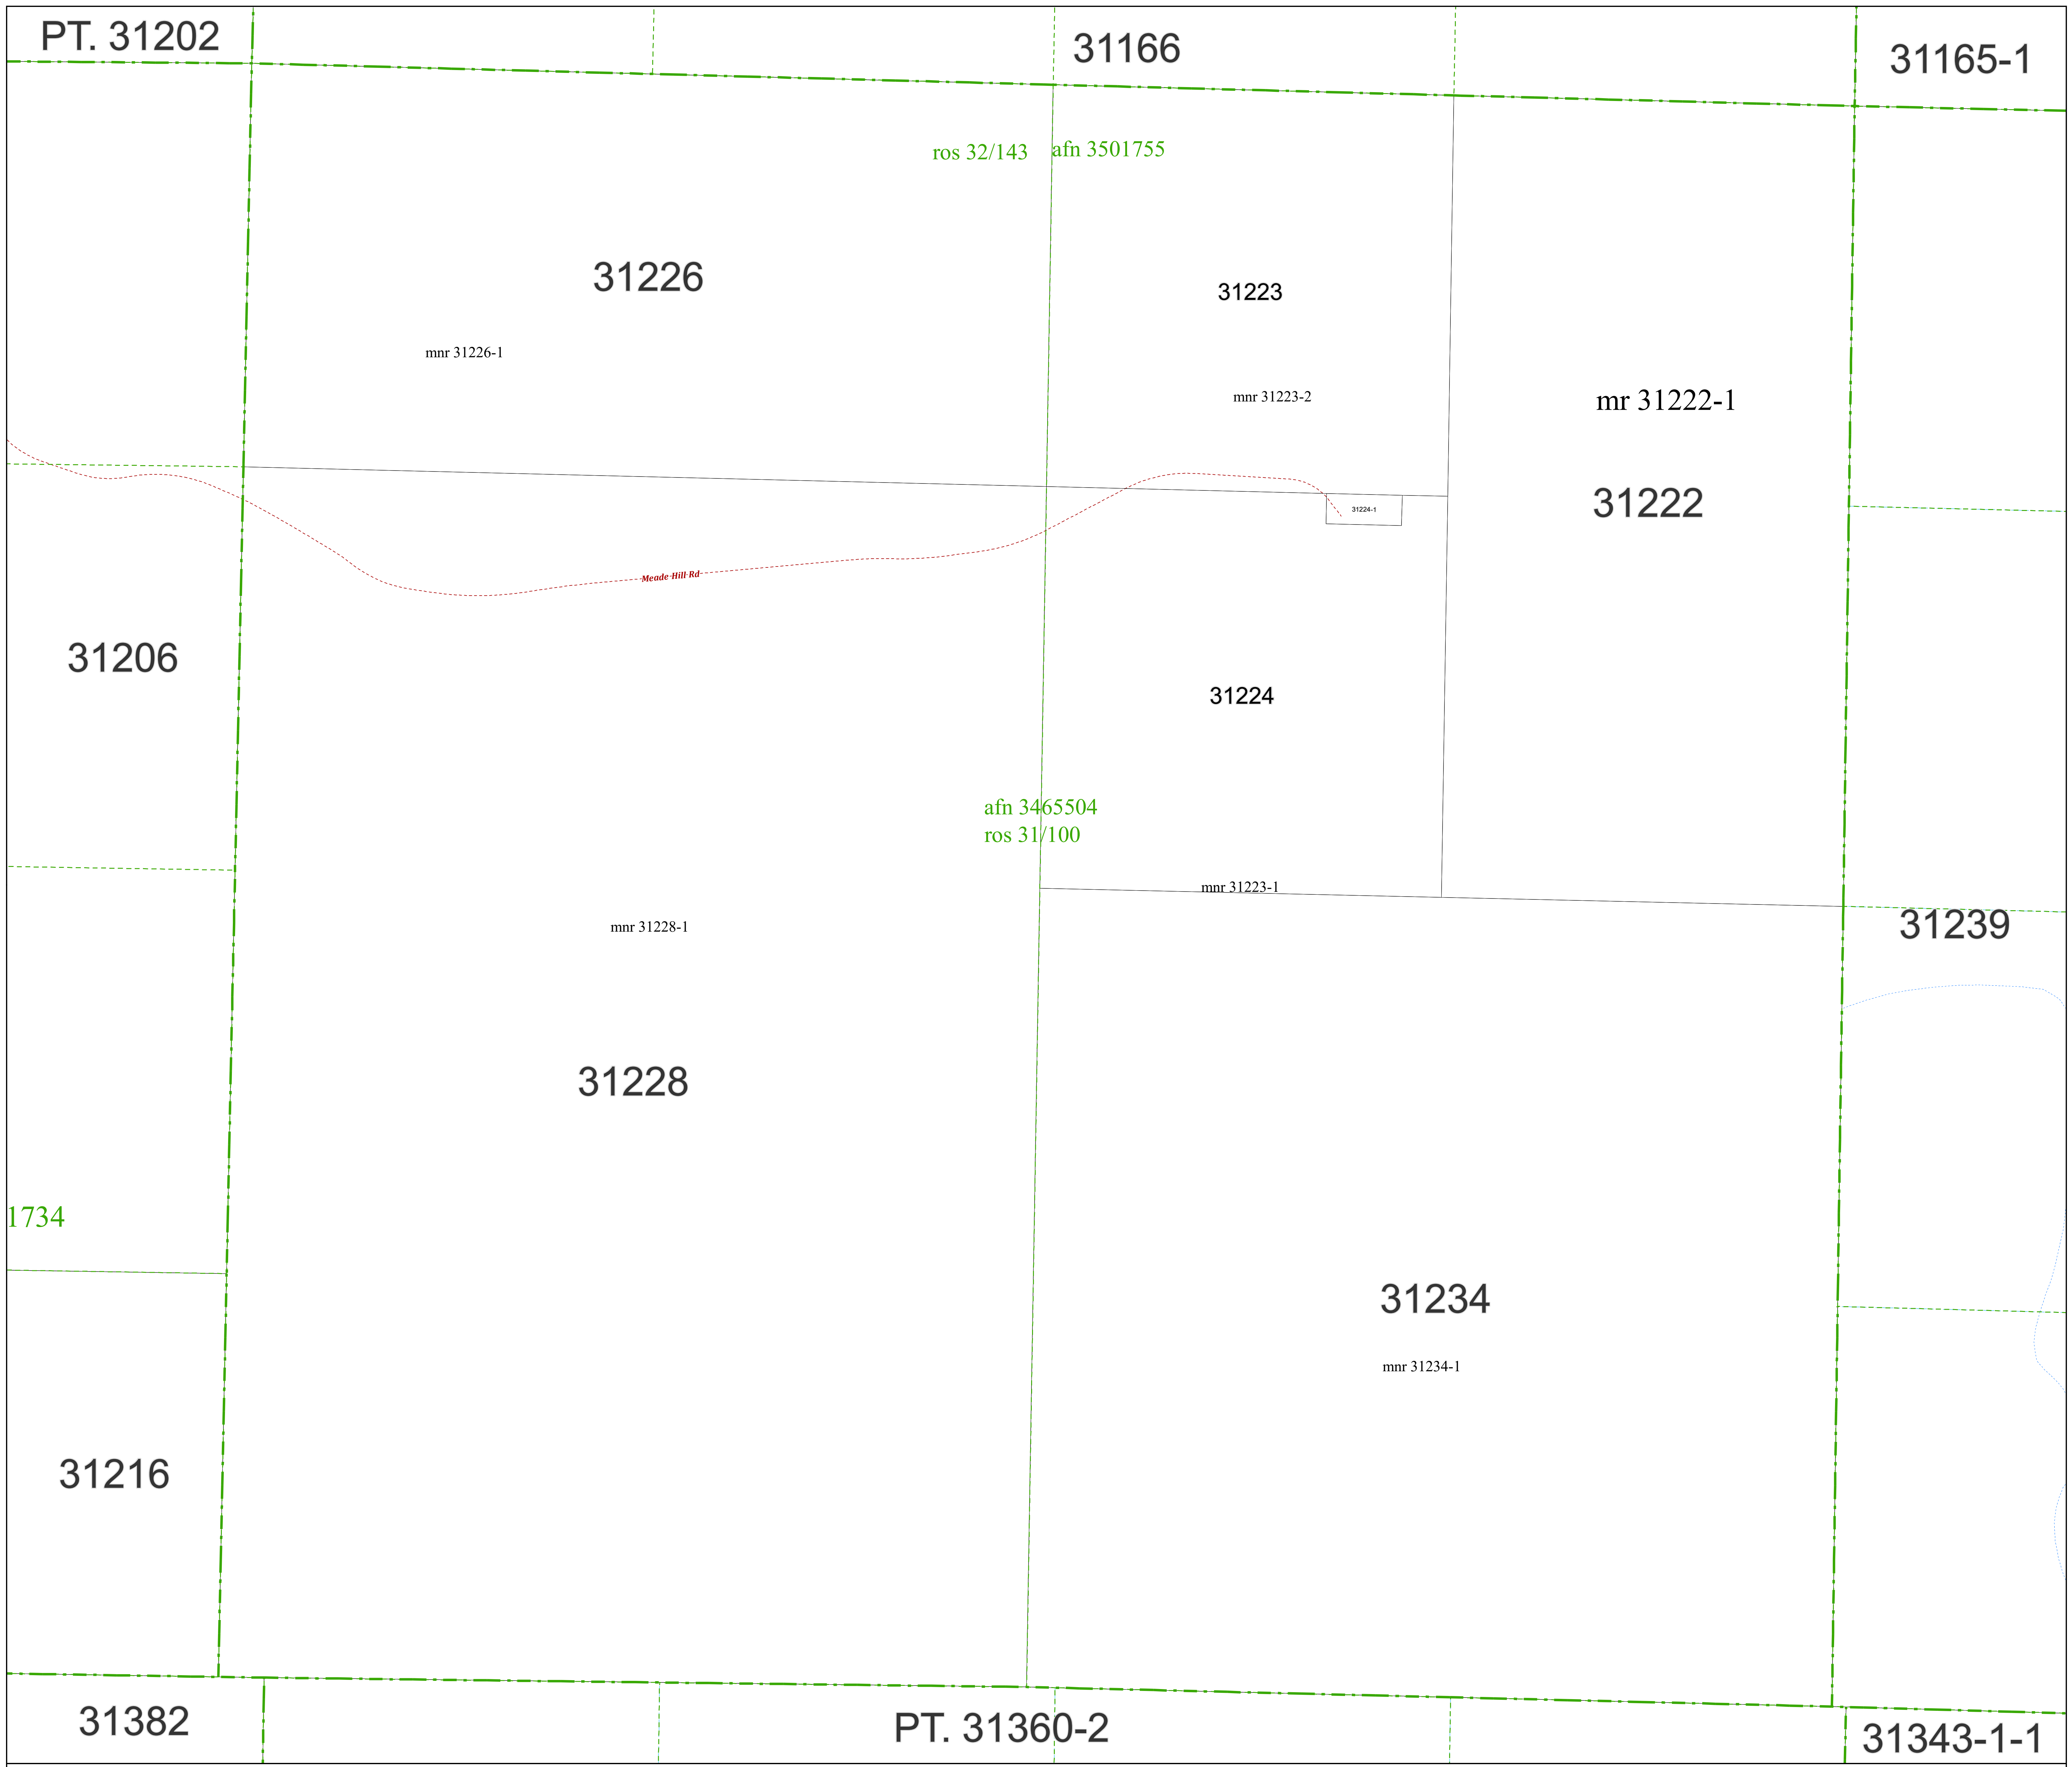 PT. 31202
31166
31165-1
ros 32/143
afn 3501755
31226
31223
mnr 31226-1
mnr 31223-2
mr 31222-1
31222
31224-1
Meade Hill Rd
31206
31224
afn 3465504
ros 31/100
mnr 31223-1
mnr 31228-1
31239
31228
1734
31234
mnr 31234-1
31216
31382
PT. 31360-2
31343-1-1